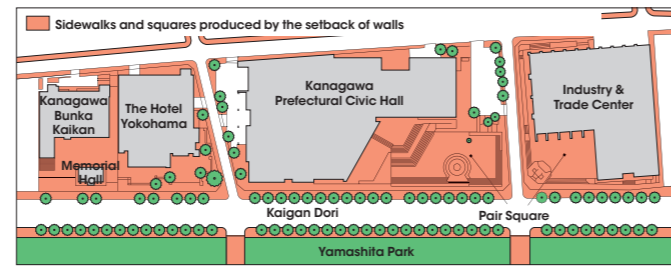 Sidewalks and squares produced by the setback of walls
Kanagawa
Bunka
Kaikan
The Hotel
Yokohama
Kanagawa
Prefectural Civic Hall
Industry &
Trade Center
Memorial
Hall
Kaigan Dori
Pair Square
Yamashita Park